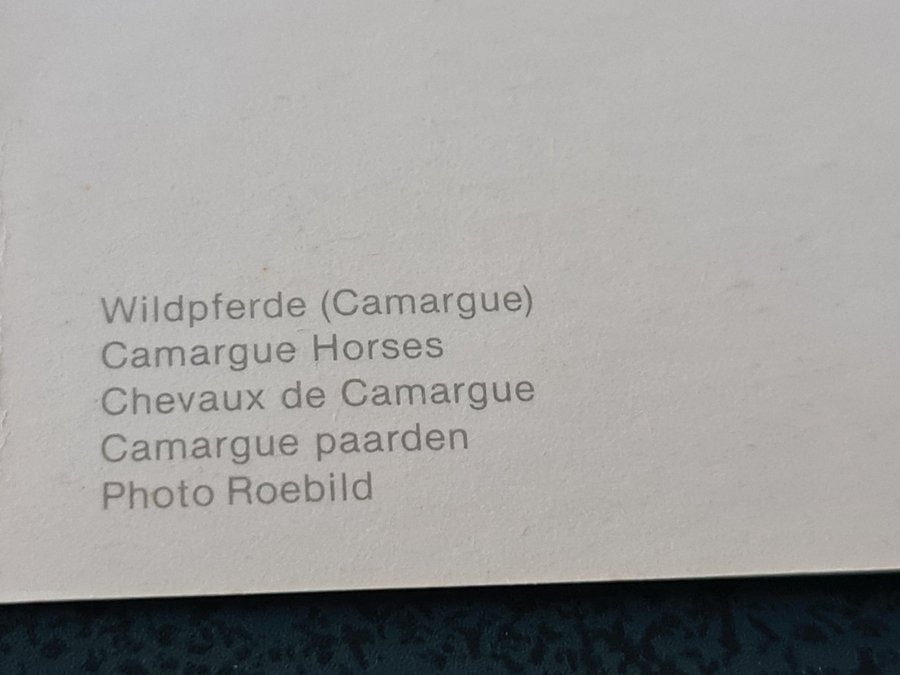 Wildpferde (Camargue)
Camargue Horses
Chevaux de Camargue
Camargue paarden
Photo Roebild